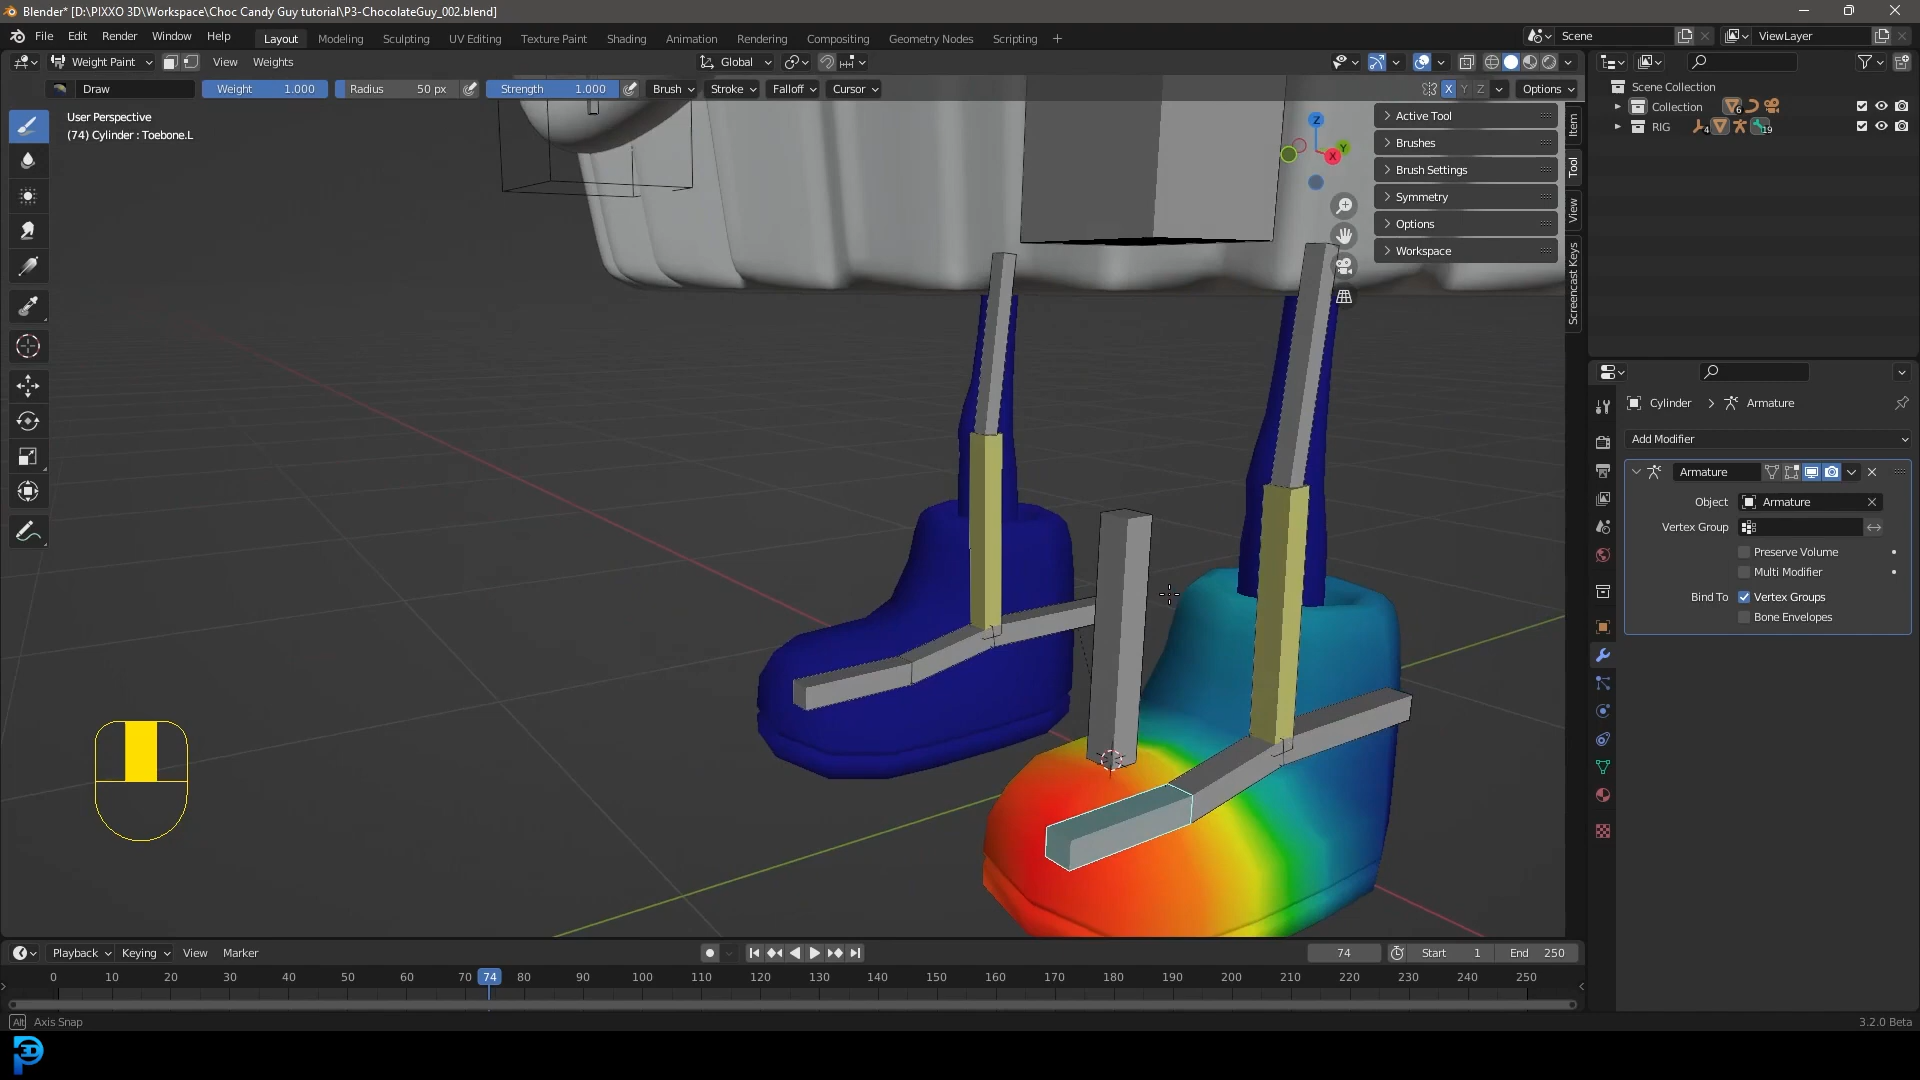 Blender* [D:\PIXXO 3D\Workspace\Choc Candy Guy tutorial\P3-ChocolateGuy_002.blend]
File Edit Render Window Help Layout Modeling Sculpting UV Editing Texture Paint Shading Animation Rendering Compositing Geometry Nodes Scripting + Scene ViewLayer
Weight Paint View Weights Global
Draw Weight 1.000 Radius 50 px Strength 1.000 Brush Stroke Falloff Cursor X Y Z Options
User Perspective
(74) Cylinder : Toebone.L
Z
Y
X
Active Tool
Brushes
Brush Settings
Symmetry
Options
Workspace
Item
Tool
View
Screencast Keys
Scene Collection
Collection 6
RIG 4 19
Cylinder > Armature
Add Modifier
Armature
Object Armature
Vertex Group
Preserve Volume
Multi Modifier
Bind To Vertex Groups
Bone Envelopes
Playback Keying View Marker 74 Start 1 End 250
0 10 20 30 40 50 60 70 74 80 90 100 110 120 130 140 150 160 170 180 190 200 210 220 230 240 250
Alt Axis Snap 3.2.0 Beta
P3D